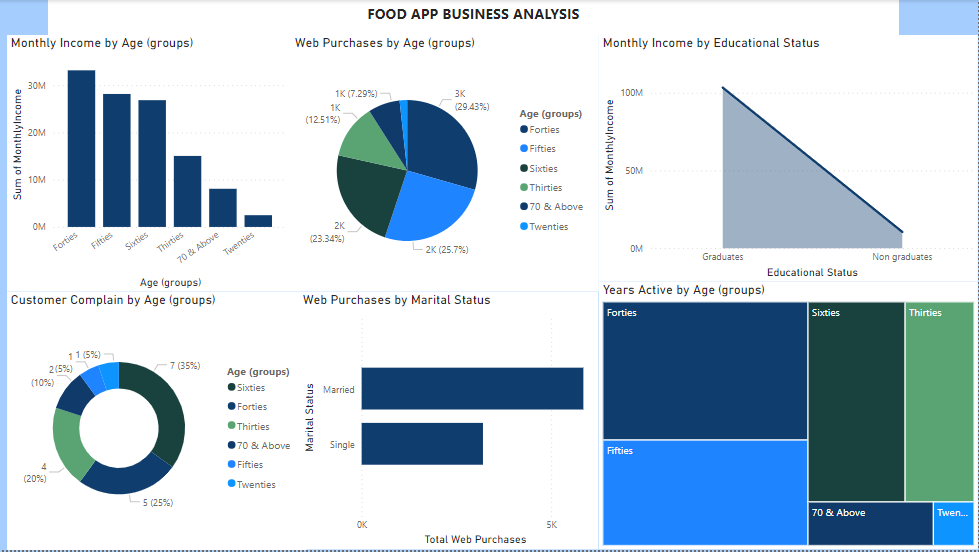 FOOD APP BUSINESS ANALYSIS
Monthly Income by Age (groups)
Sum of MonthlyIncome
30M
20M
10M
0M
Forties
Fifties
Sixties
Thirties
70 & Above
Twenties
Age (groups)
Web Purchases by Age (groups)
1K (7.29%)
1K
(12.51%)
2K
(23.34%)
3K
(29.43%)
2K (25.7%)
Age (groups)
Forties
Fifties
Sixties
Thirties
70 & Above
Twenties
Monthly Income by Educational Status
Sum of MonthlyIncome
100M
50M
0M
Graduates
Non graduates
Educational Status
Customer Complain by Age (groups)
1 (5%)
1
(5%)
2
(10%)
4
(20%)
7 (35%)
5 (25%)
Age (groups)
Sixties
Forties
Thirties
70 & Above
Fifties
Twenties
Web Purchases by Marital Status
Marital Status
Married
Single
0K
5K
Total Web Purchases
Years Active by Age (groups)
Forties
Fifties
Sixties
Thirties
70 & Above
Twen...